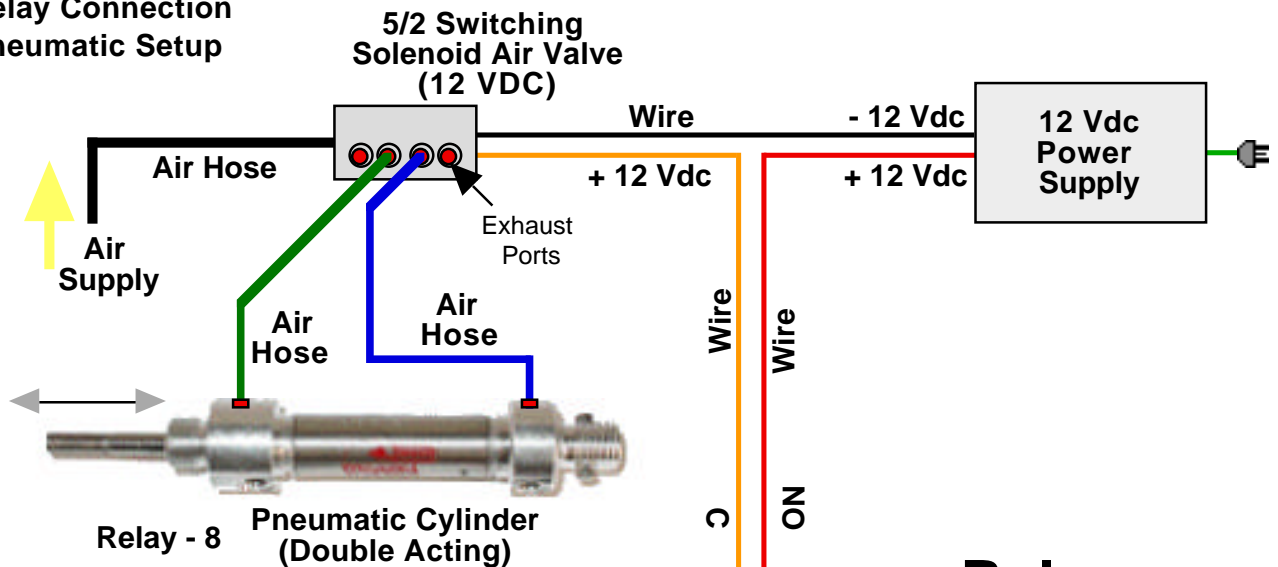 5/2 Switching
Solenoid Air Valve
(12 VDC)
Connection
Setup
Wire
- 12 Vdc
12 Vdc
Power
Supply
Air Hose
+ 12 Vdc
+ 12 Vdc
Exhaust
Ports
Air
Supply
Air
Hose
Air
Hose
Wire
Wire
C
NO
Relay - 8
Pneumatic Cylinder
(Double Acting)